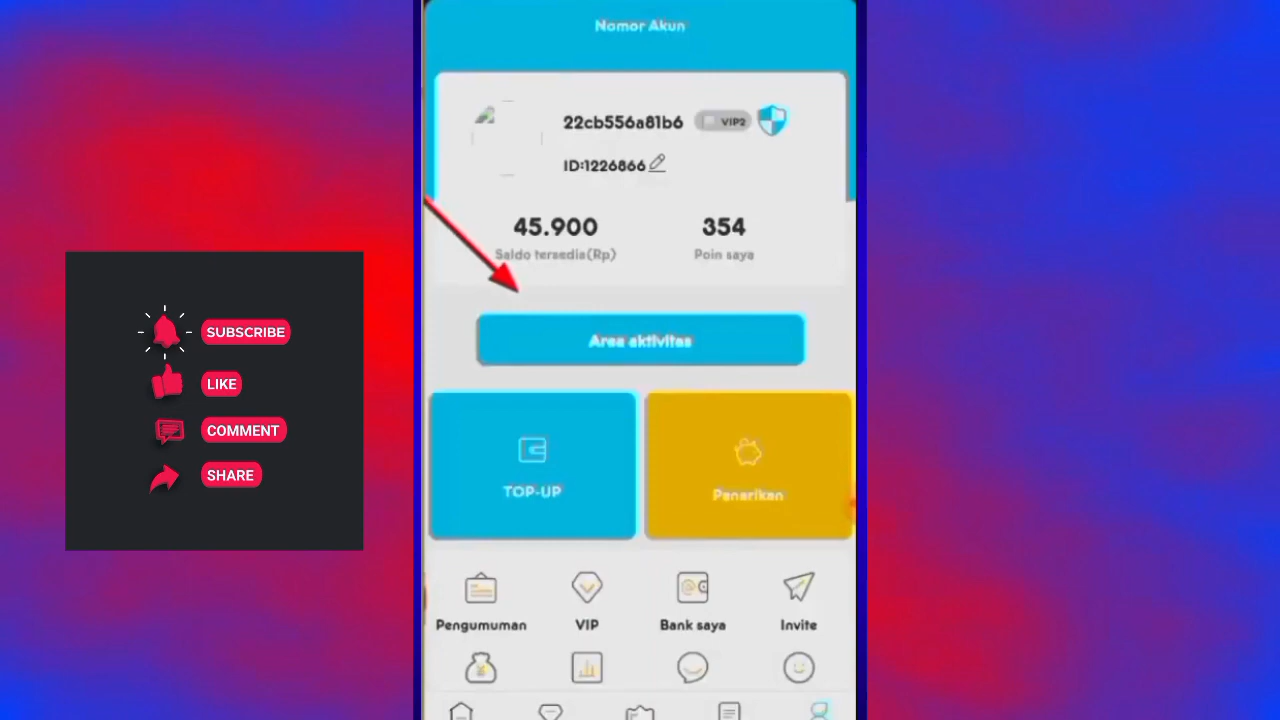 Nomor Akun
22cb556a81b6 VIP2
ID:1226866
45.900 354
Saldo tersedia(Rp) Poin saya
Area aktivitas
TOP-UP Penarikan
Pengumuman VIP Bank saya Invite
SUBSCRIBE
LIKE
COMMENT
SHARE